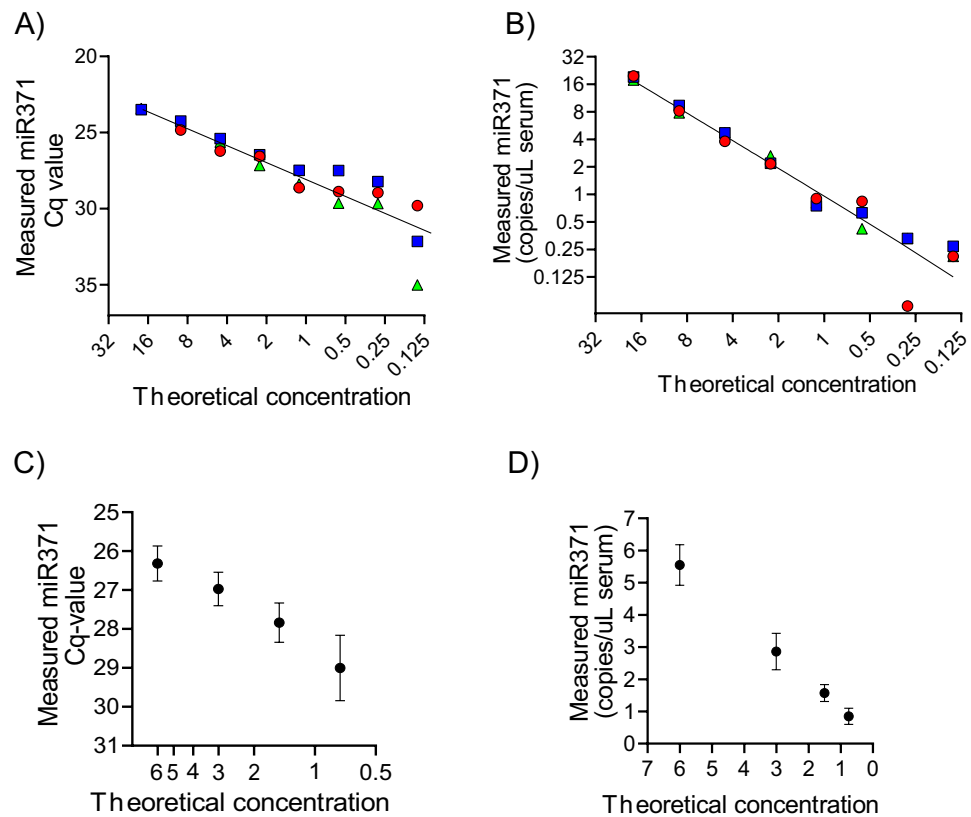 A)
Measured miR371
Cq value
20
25
30
35
32
16
8
4
2
1
0.5
0.25
0.125
Theoretical concentration
B)
Measured miR371
(copies/uL serum)
32
16
8
4
2
1
0.5
0.25
0.125
32
16
8
4
2
1
0.5
0.25
0.125
Theoretical concentration
C)
Measured miR371
Cq-value
25
26
27
28
29
30
31
6 5 4 3 2 1 0.5
Theoretical concentration
D)
Measured miR371
(copies/uL serum)
7
6
5
4
3
2
1
0
7 6 5 4 3 2 1 0
Theoretical concentration